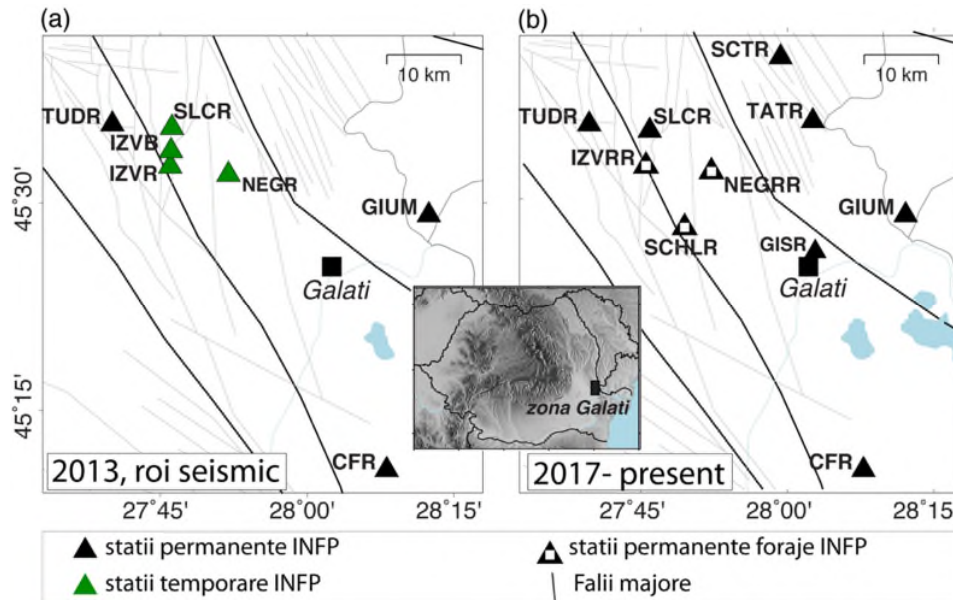 (a)
10 km
TUDR
SLCR
IZVB
IZVR
NEGR
GIUM
Galati
CFR
2013, roi seismic
45°30'
45°15'
27°45'
28°00'
28°15'
(b)
SCTR
10 km
TUDR
SLCR
TATR
IZVRR
NEGRR
GIUM
SCHLR
GISR
Galati
CFR
2017- present
27°45'
28°00'
28°15'
zona Galati
statii permanente INFP
statii temporare INFP
statii permanente foraje INFP
Falii majore